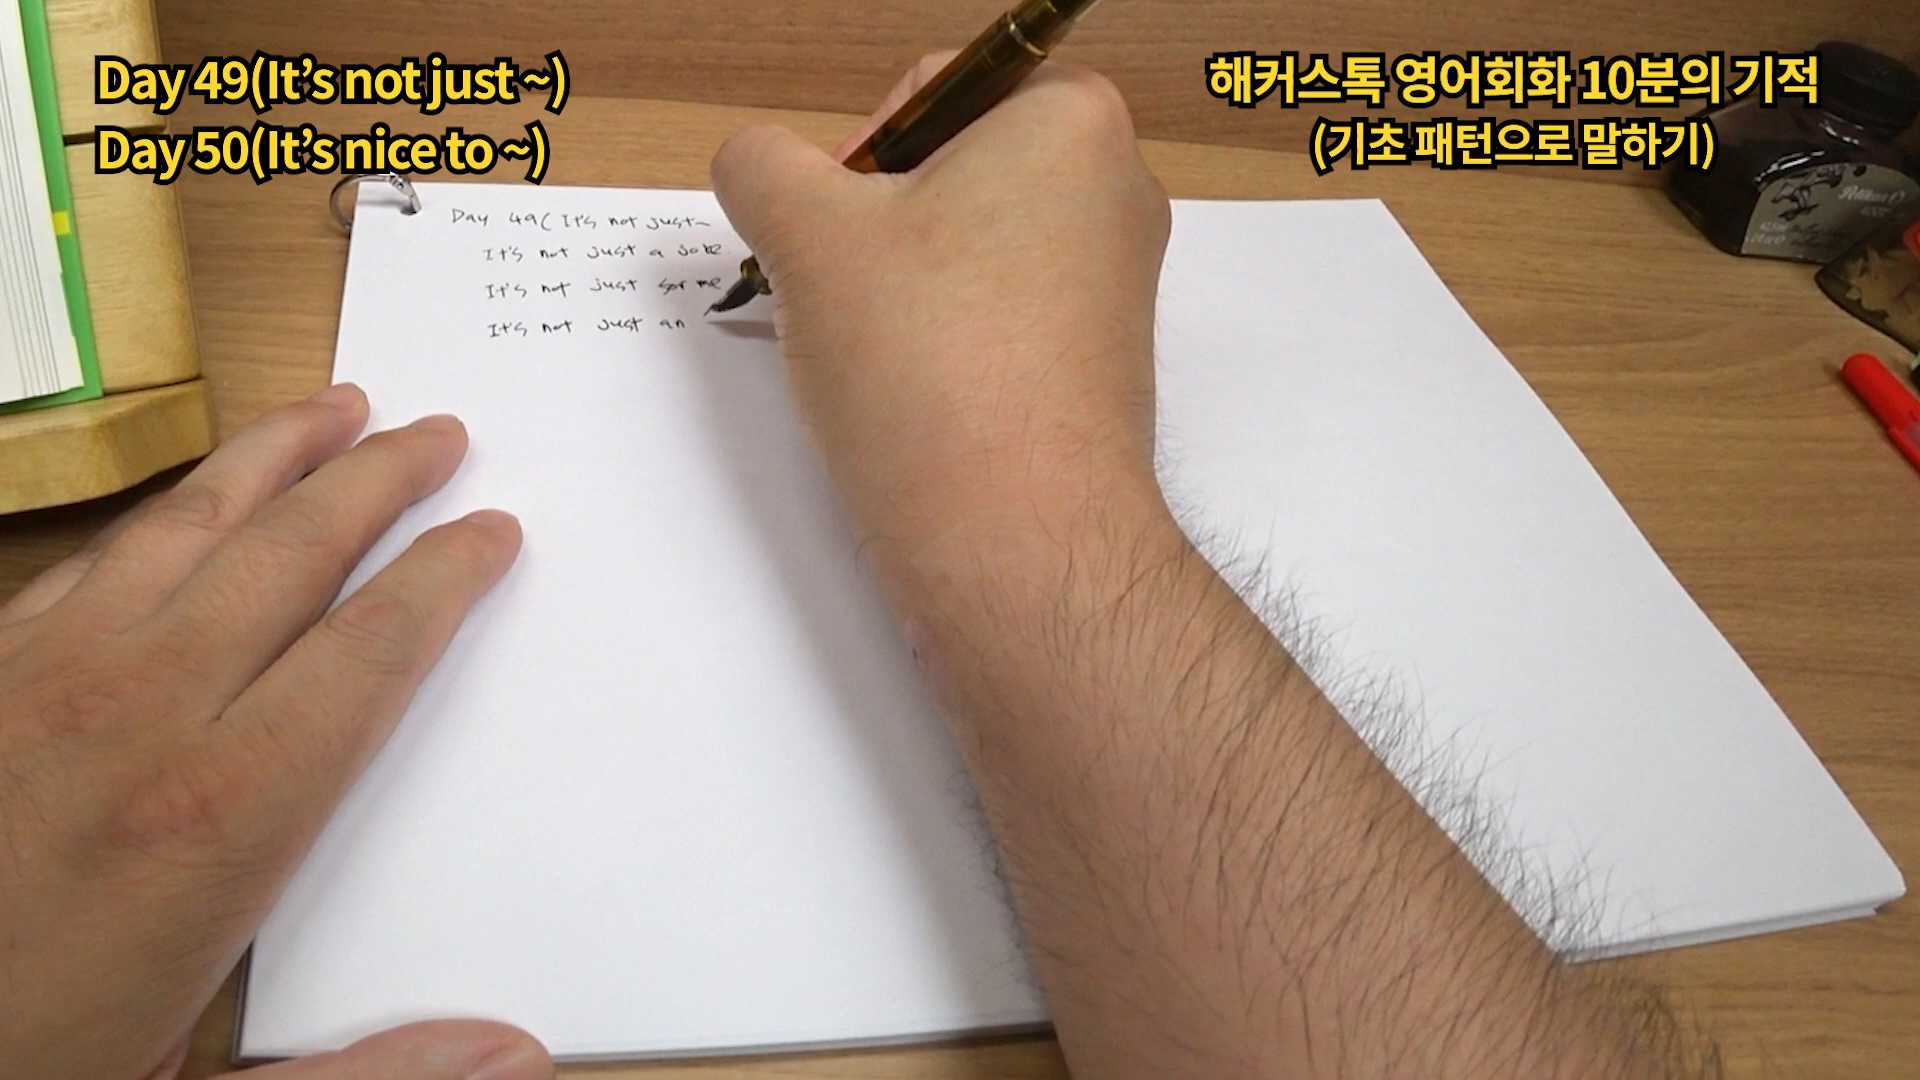 Day 49(It's not just ~)
Day 50(It's nice to ~)
해커스톡 영어회화 10분의 기적
(기초 패턴으로 말하기)
Day 49( It's not just~
It's not just a joke.
It's not just for me
It's not just an
Pelikan
4001